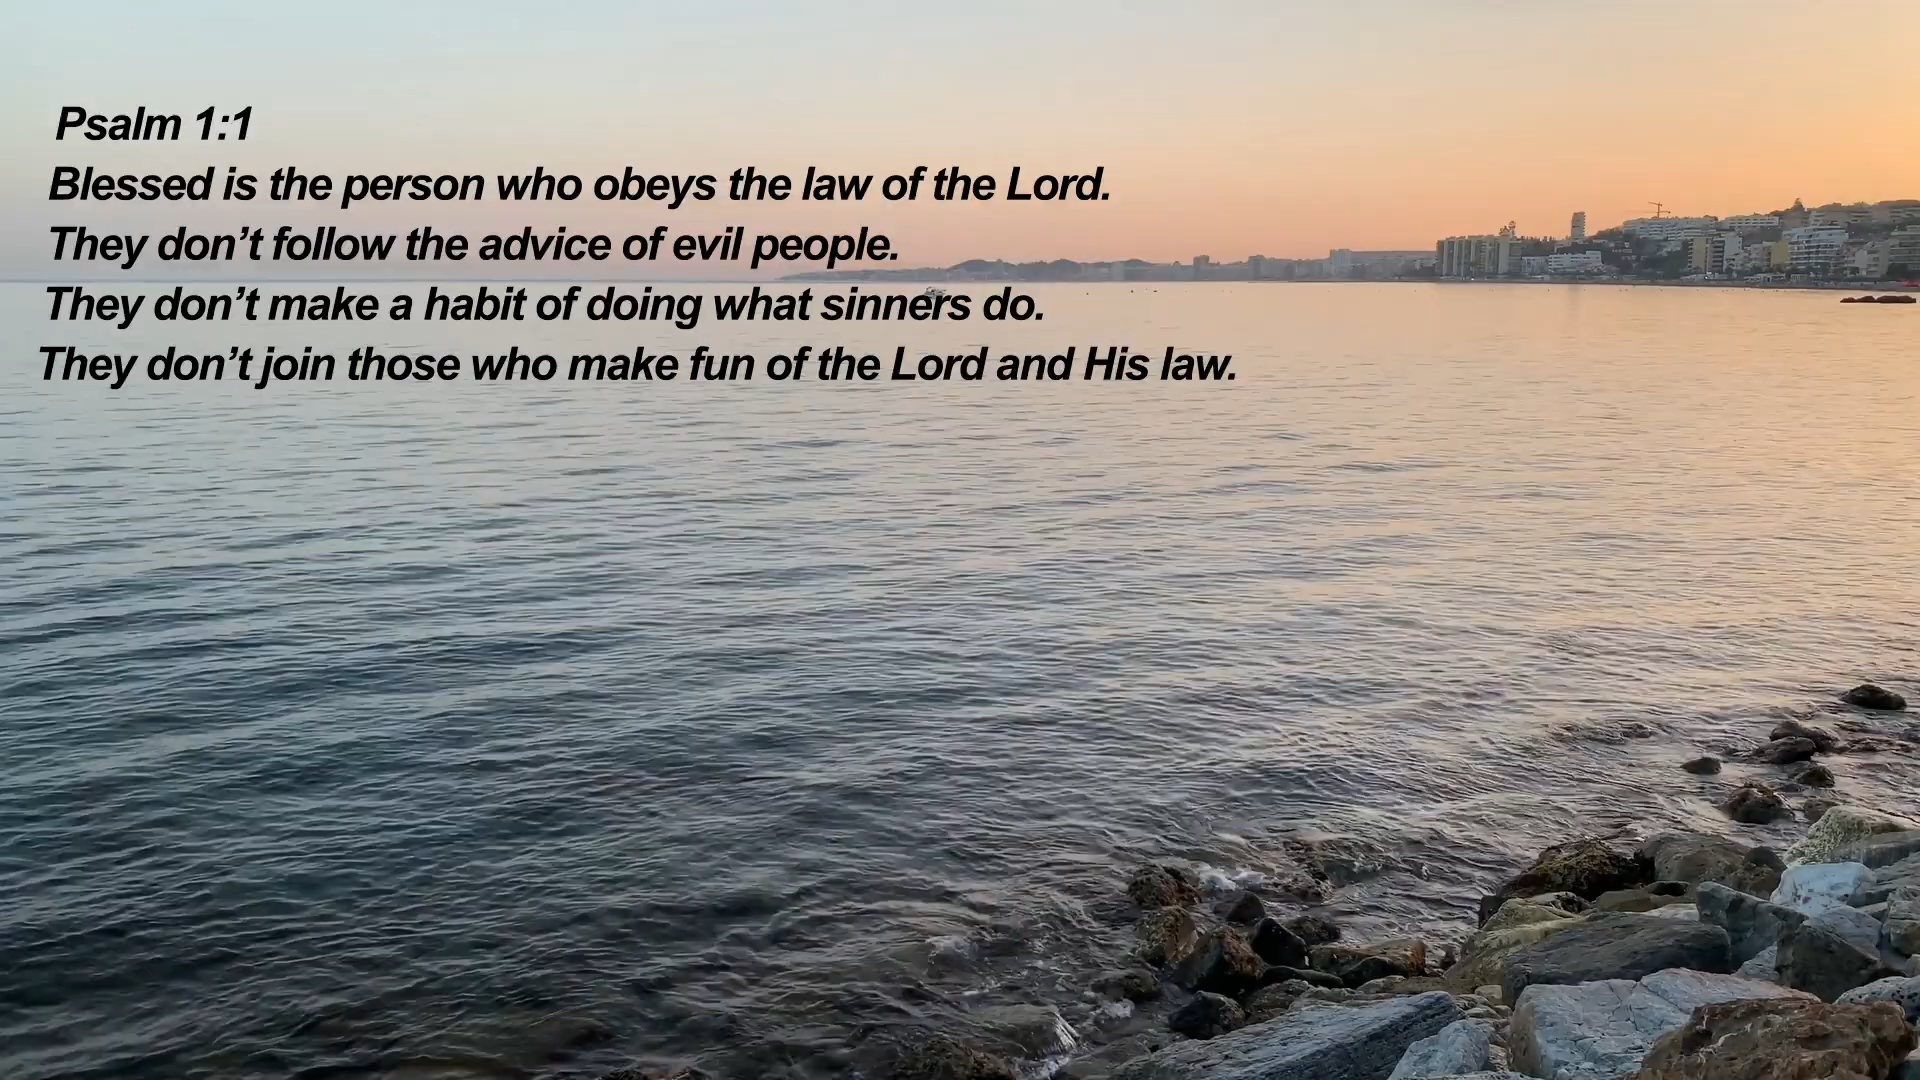 Psalm 1:1
Blessed is the person who obeys the law of the Lord.
They don’t follow the advice of evil people.
They don’t make a habit of doing what sinners do.
They don’t join those who make fun of the Lord and His law.